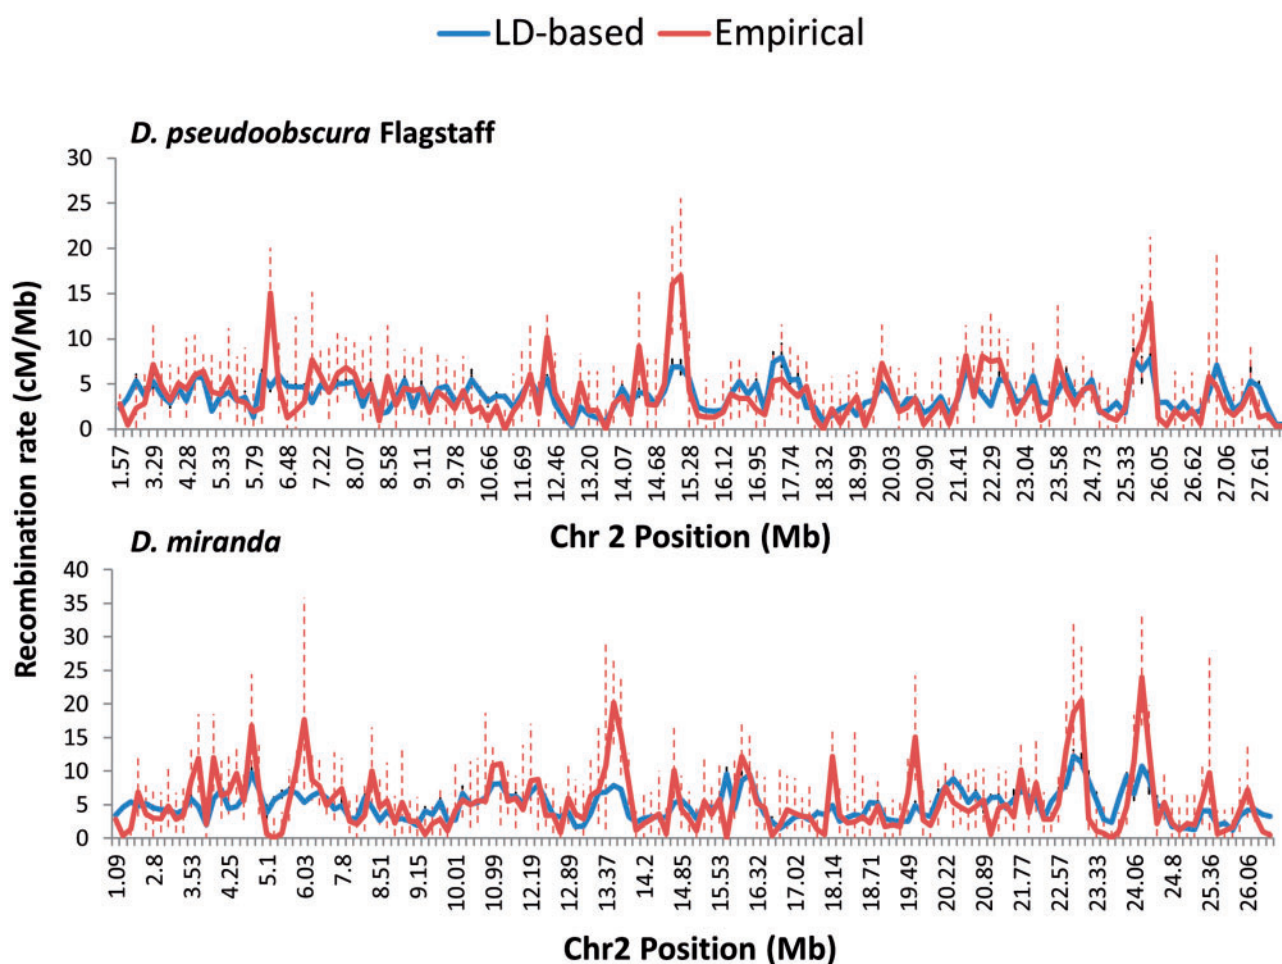 LD-based Empirical
D. pseudoobscura Flagstaff
30
25
20
15
10
5
0
1.57 3.29 4.28 5.33 5.79 6.48 7.22 8.07 8.58 9.11 9.78 10.66 11.69 12.46 13.20 14.07 14.68 15.28 16.12 16.95 17.74 18.32 18.99 20.03 20.90 21.41 22.29 23.04 23.58 24.73 25.33 26.05 26.62 27.06 27.61
Chr 2 Position (Mb)
Recombination rate (cM/Mb)
D. miranda
40
35
30
25
20
15
10
5
0
1.09 2.8 3.53 4.25 5.1 6.03 7.8 8.51 9.15 10.01 10.99 12.19 12.89 13.37 14.2 14.85 15.53 16.32 17.02 18.14 18.71 19.49 20.22 20.89 21.77 22.57 23.33 24.06 24.8 25.36 26.06
Chr2 Position (Mb)